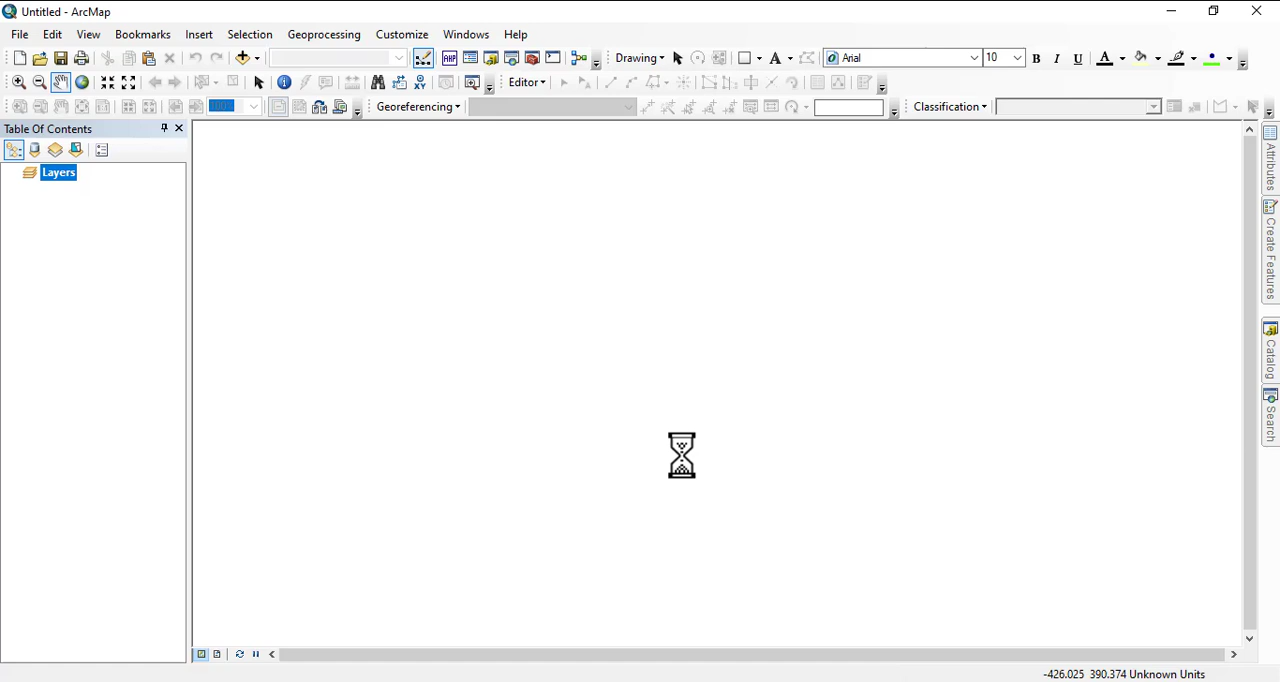 Untitled - ArcMap
File Edit View Bookmarks Insert Selection Geoprocessing Customize Windows Help
Drawing Arial 10 B I U A
Editor
Georeferencing Classification
Table Of Contents
Layers
Attributes
Create Features
Catalog
Search
-426.025 390.374 Unknown Units